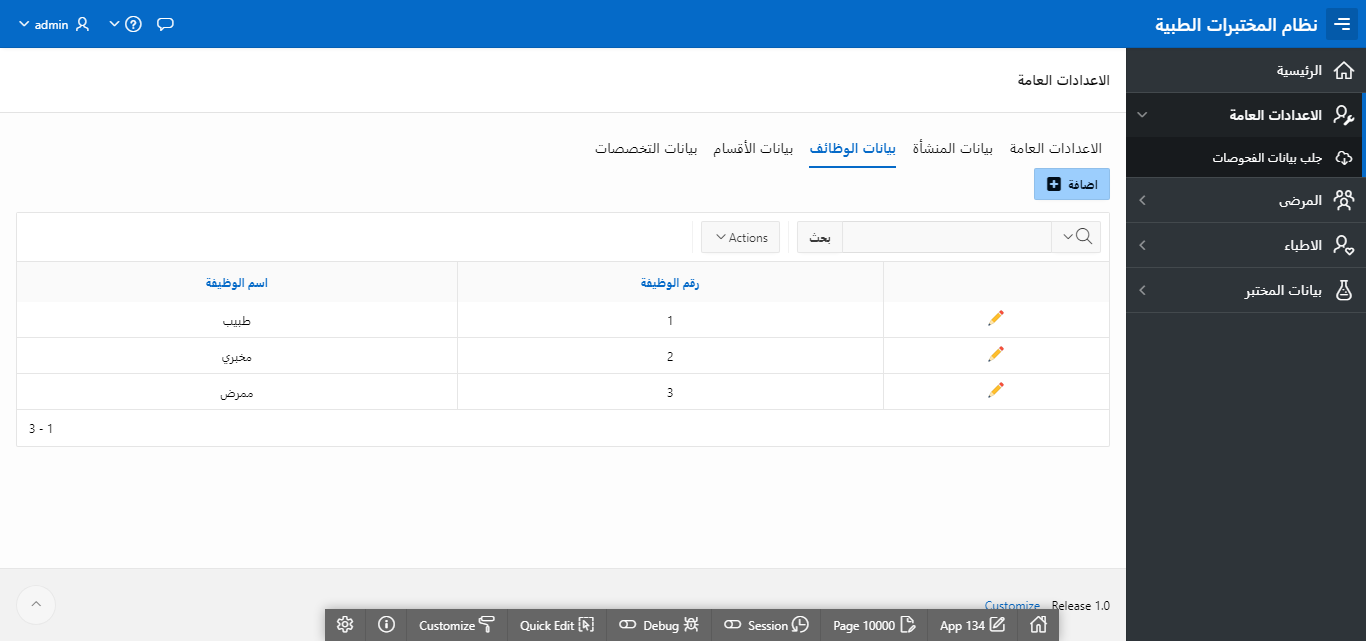 نظام المختبرات الطبية
admin
الرئيسية
الاعدادات العامة
جلب بيانات الفحوصات
المرضى
الاطباء
بيانات المختبر
الاعدادات العامة
الاعدادات العامة بيانات المنشأة بيانات الوظائف بيانات الأقسام بيانات التخصصات
اضافة
بحث Actions
رقم الوظيفة اسم الوظيفة
1 طبيب
2 مخبري
3 ممرض
1 - 3
Release 1.0 Customize
App 134 Page 10000 Session Debug Quick Edit Customize